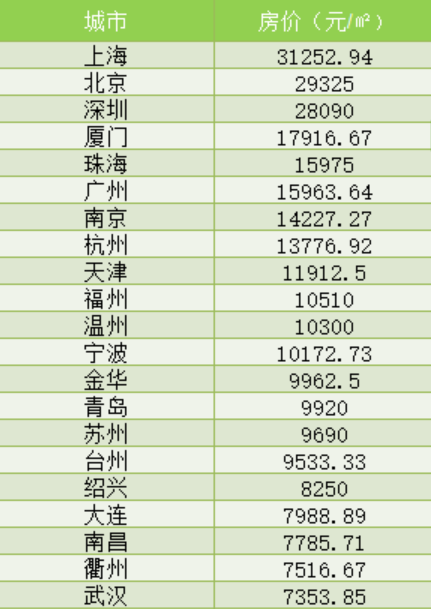 城市 房价（元/㎡）
上海 31252.94
北京 29325
深圳 28090
厦门 17916.67
珠海 15975
广州 15963.64
南京 14227.27
杭州 13776.92
天津 11912.5
福州 10510
温州 10300
宁波 10172.73
金华 9962.5
青岛 9920
苏州 9690
台州 9533.33
绍兴 8250
大连 7988.89
南昌 7785.71
衢州 7516.67
武汉 7353.85